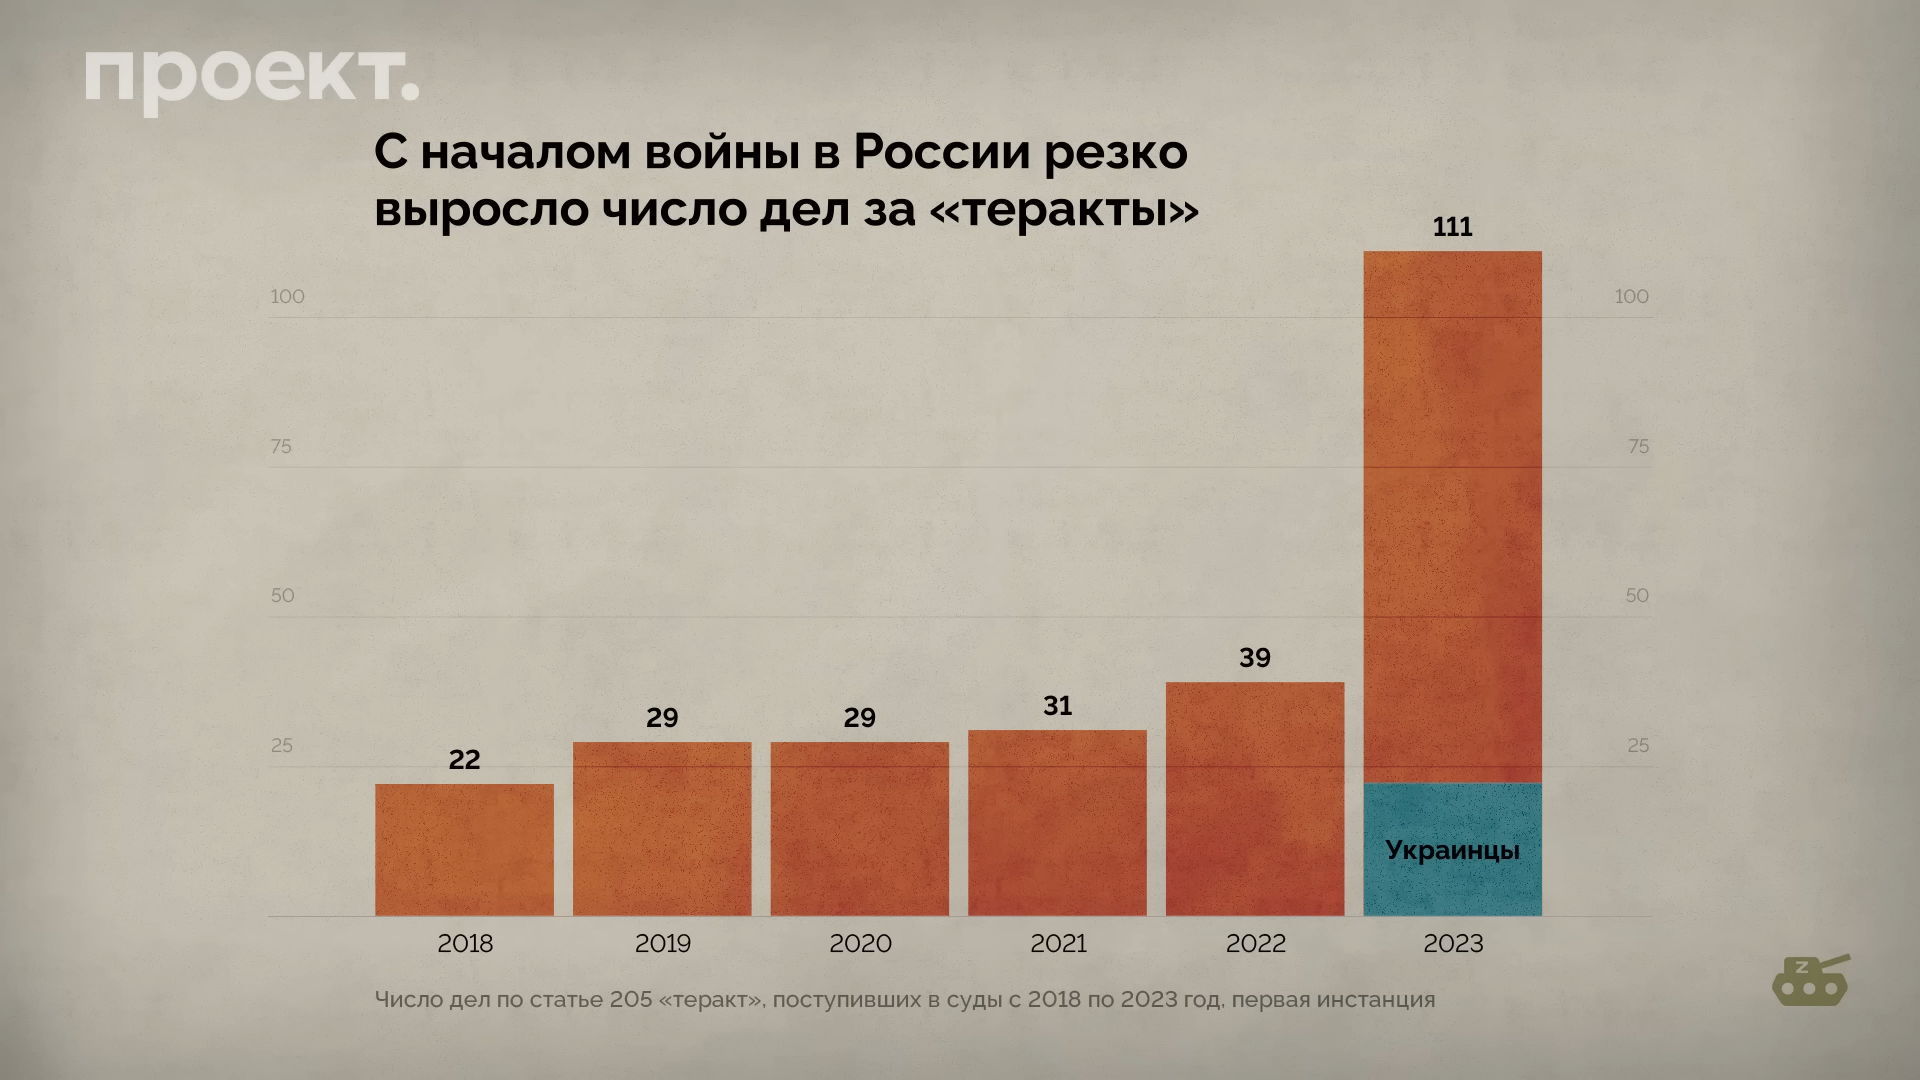 проект.
С началом войны в России резко
выросло число дел за «теракты»
111
100 100
75 75
50 50
39
31
29 29
25 25
22
Украинцы
2018 2019 2020 2021 2022 2023
Число дел по статье 205 «теракт», поступивших в суды с 2018 по 2023 год, первая инстанция
Z